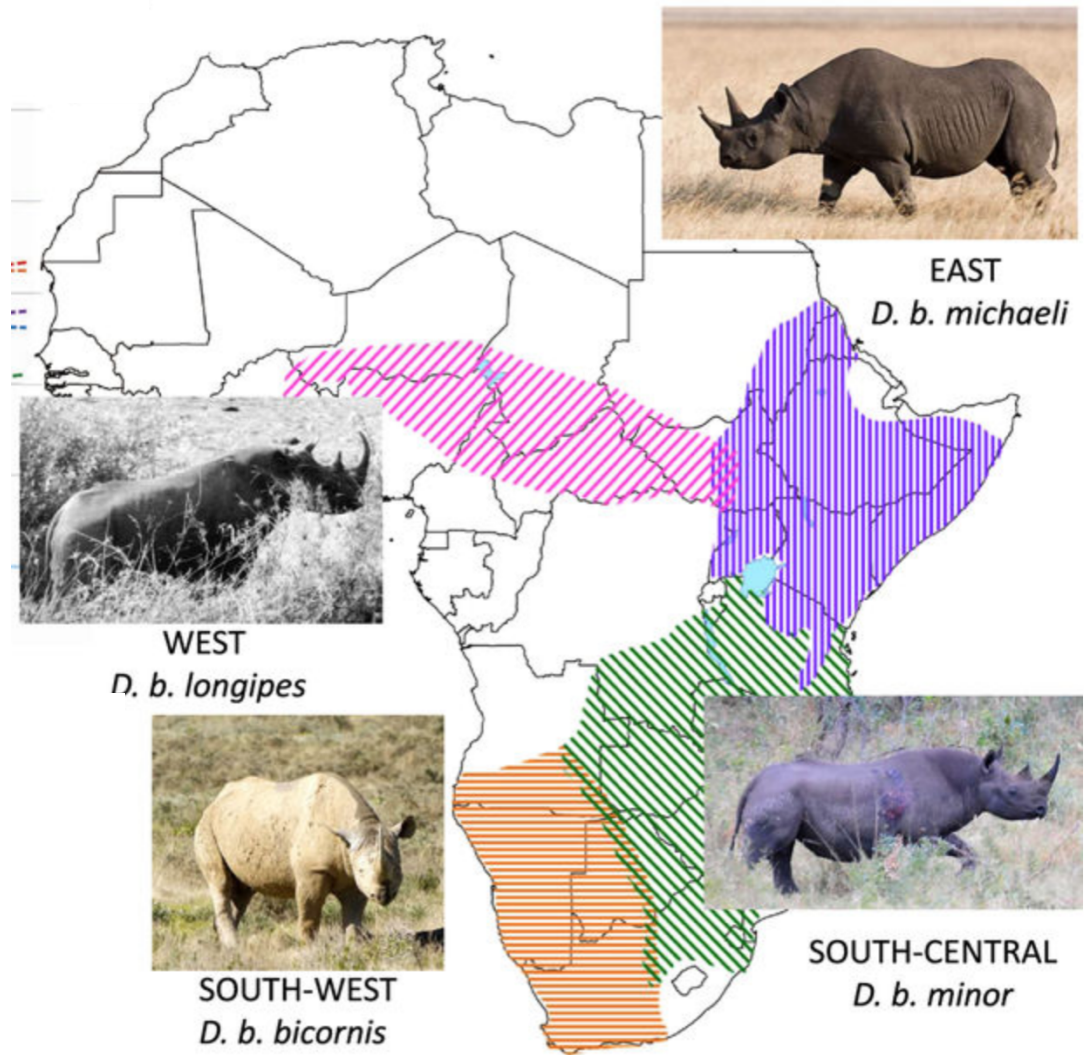 EAST
D. b. michaeli
WEST
D. b. longipes
SOUTH-WEST
D. b. bicornis
SOUTH-CENTRAL
D. b. minor